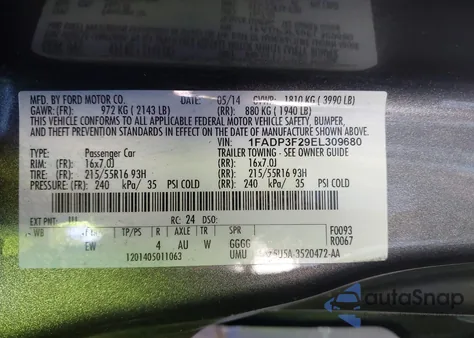 MFD. BY FORD MOTOR CO. DATE: 05/14 GVWR: 1810 KG ( 3990 LB)
GAWR: (FR): 972 KG ( 2143 LB) (RR): 880 KG ( 1940 LB)
THIS VEHICLE CONFORMS TO ALL APPLICABLE FEDERAL MOTOR VEHICLE SAFETY, BUMPER,
AND THEFT PREVENTION STANDARDS IN EFFECT ON THE DATE OF MANUFACTURE SHOWN ABOVE.
VIN: 1FADP3F29EL309680
TYPE: Passenger Car TRAILER TOWING - SEE OWNER GUIDE
RIM: (FR): 16x7.0J (RR): 16x7.0J
TIRE: (FR): 215/55R16 93H (RR): 215/55R16 93H
PRESSURE: (FR): 240 kPa/ 35 PSI COLD (RR): 240 kPa/ 35 PSI COLD
EXT PNT: RC: 24 DSO:
WB TP/PS R A T SPR F0093
EW 4 AU W GGGG R0067
1201405011063 UMU 3520472-AA
autoSnap